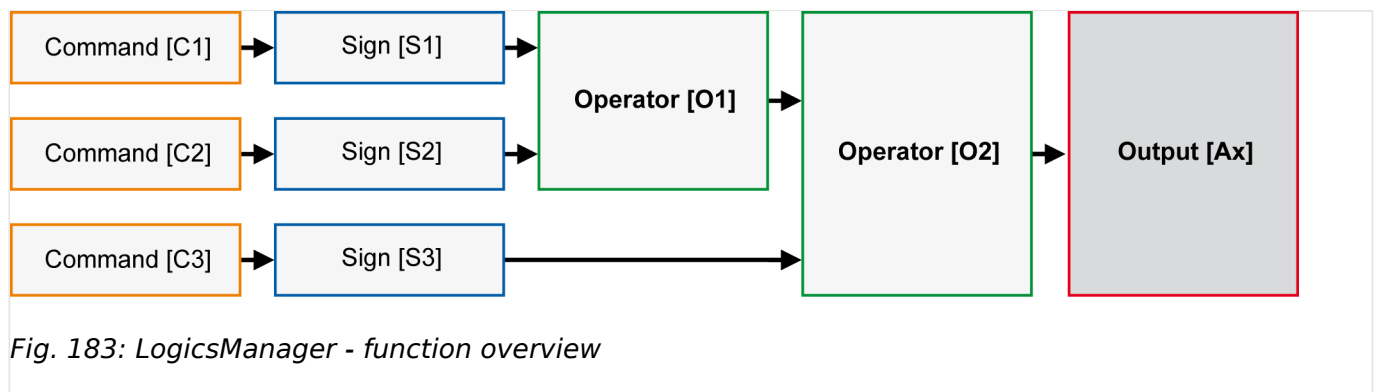 Command [C1]
Sign [S1]
Operator [O1]
Operator [O2]
Output [Ax]
Command [C2]
Sign [S2]
Command [C3]
Sign [S3]
Fig. 183: LogicsManager - function overview